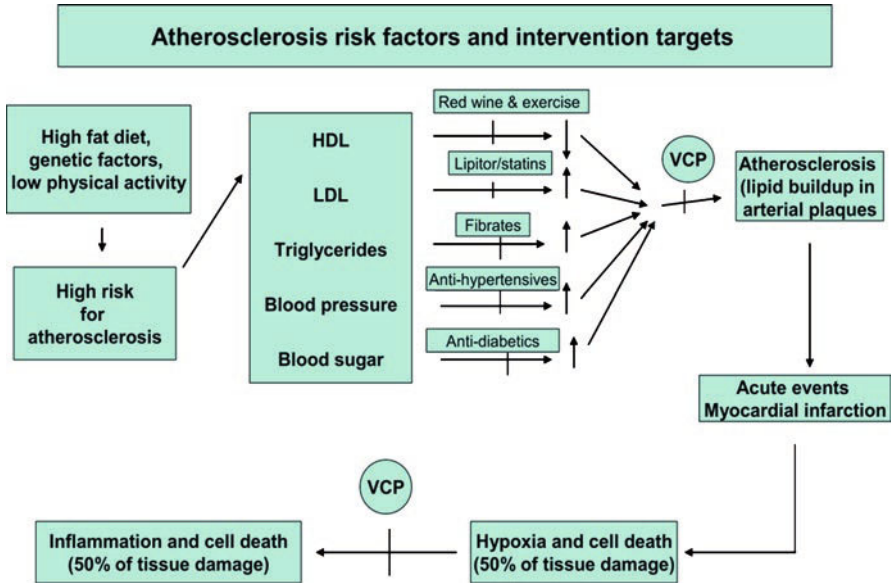 Atherosclerosis risk factors and intervention targets
High fat diet,
genetic factors,
low physical activity
High risk
for
atherosclerosis
HDL
LDL
Triglycerides
Blood pressure
Blood sugar
Red wine & exercise
Lipitor/statins
Fibrates
Anti-hypertensives
Anti-diabetics
VCP
Atherosclerosis
(lipid buildup in
arterial plaques
Acute events
Myocardial infarction
Hypoxia and cell death
(50% of tissue damage)
VCP
Inflammation and cell death
(50% of tissue damage)